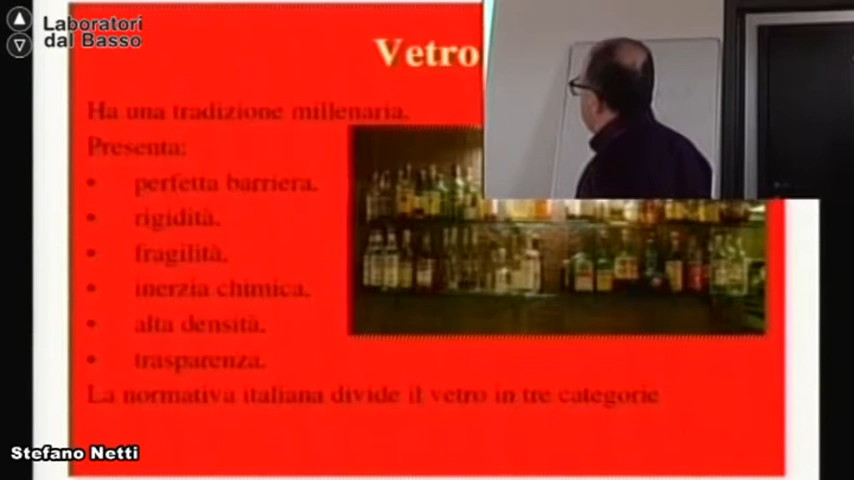 Laboratori
dal Basso
Vetro
Ha una tradizione millenaria.
Presenta:
• perfetta barriera.
• rigidità.
• fragilità.
• inerzia chimica.
• alta densità.
• trasparenza.
La normativa italiana divide il vetro in tre categorie
Stefano Netti